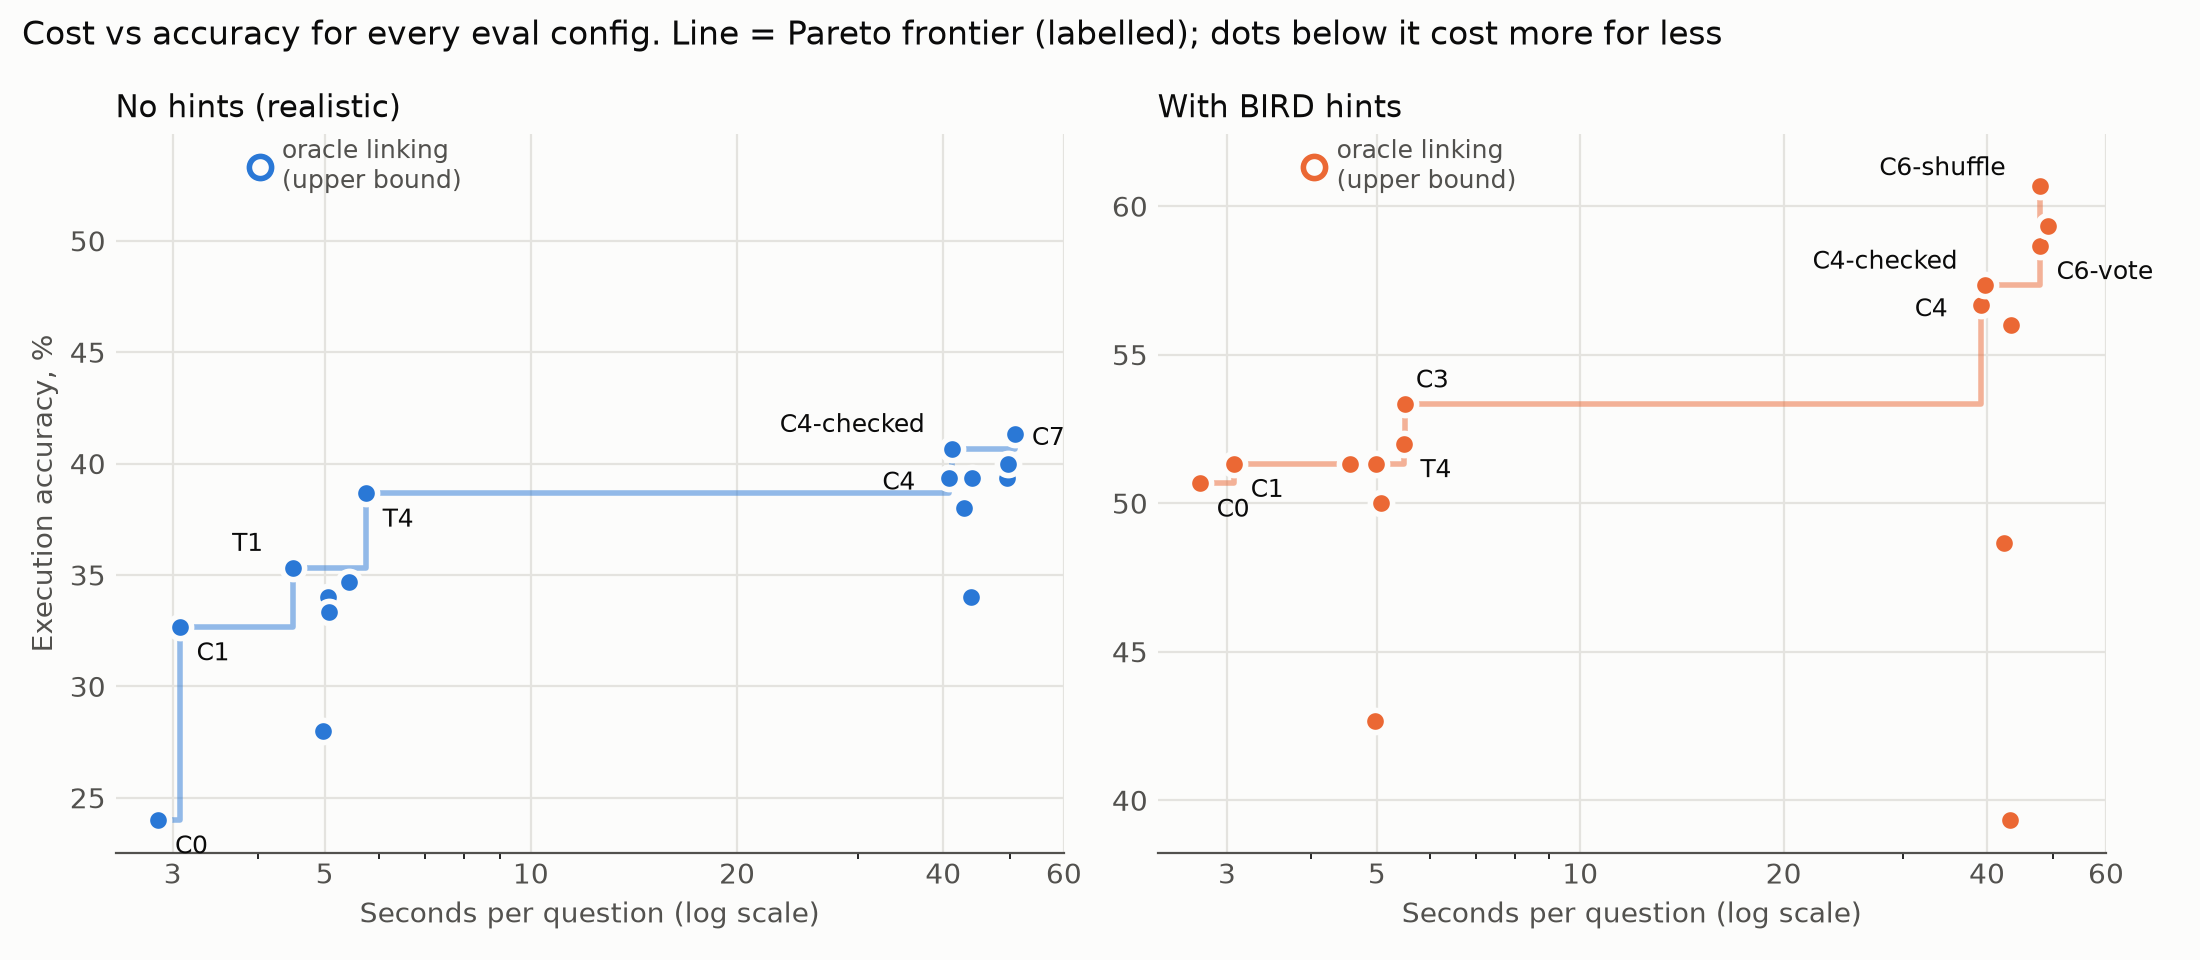 Cost vs accuracy for every eval config. Line = Pareto frontier (labelled); dots below it cost more for less
No hints (realistic)
oracle linking
(upper bound)
50
45
40
35
30
25
Execution accuracy, %
C4-checked
C7
C4
T4
T1
C1
C0
3
5
10
20
40
60
Seconds per question (log scale)
With BIRD hints
oracle linking
(upper bound)
60
55
50
45
40
C6-shuffle
C4-checked
C6-vote
C4
C3
T4
C1
C0
3
5
10
20
40
60
Seconds per question (log scale)